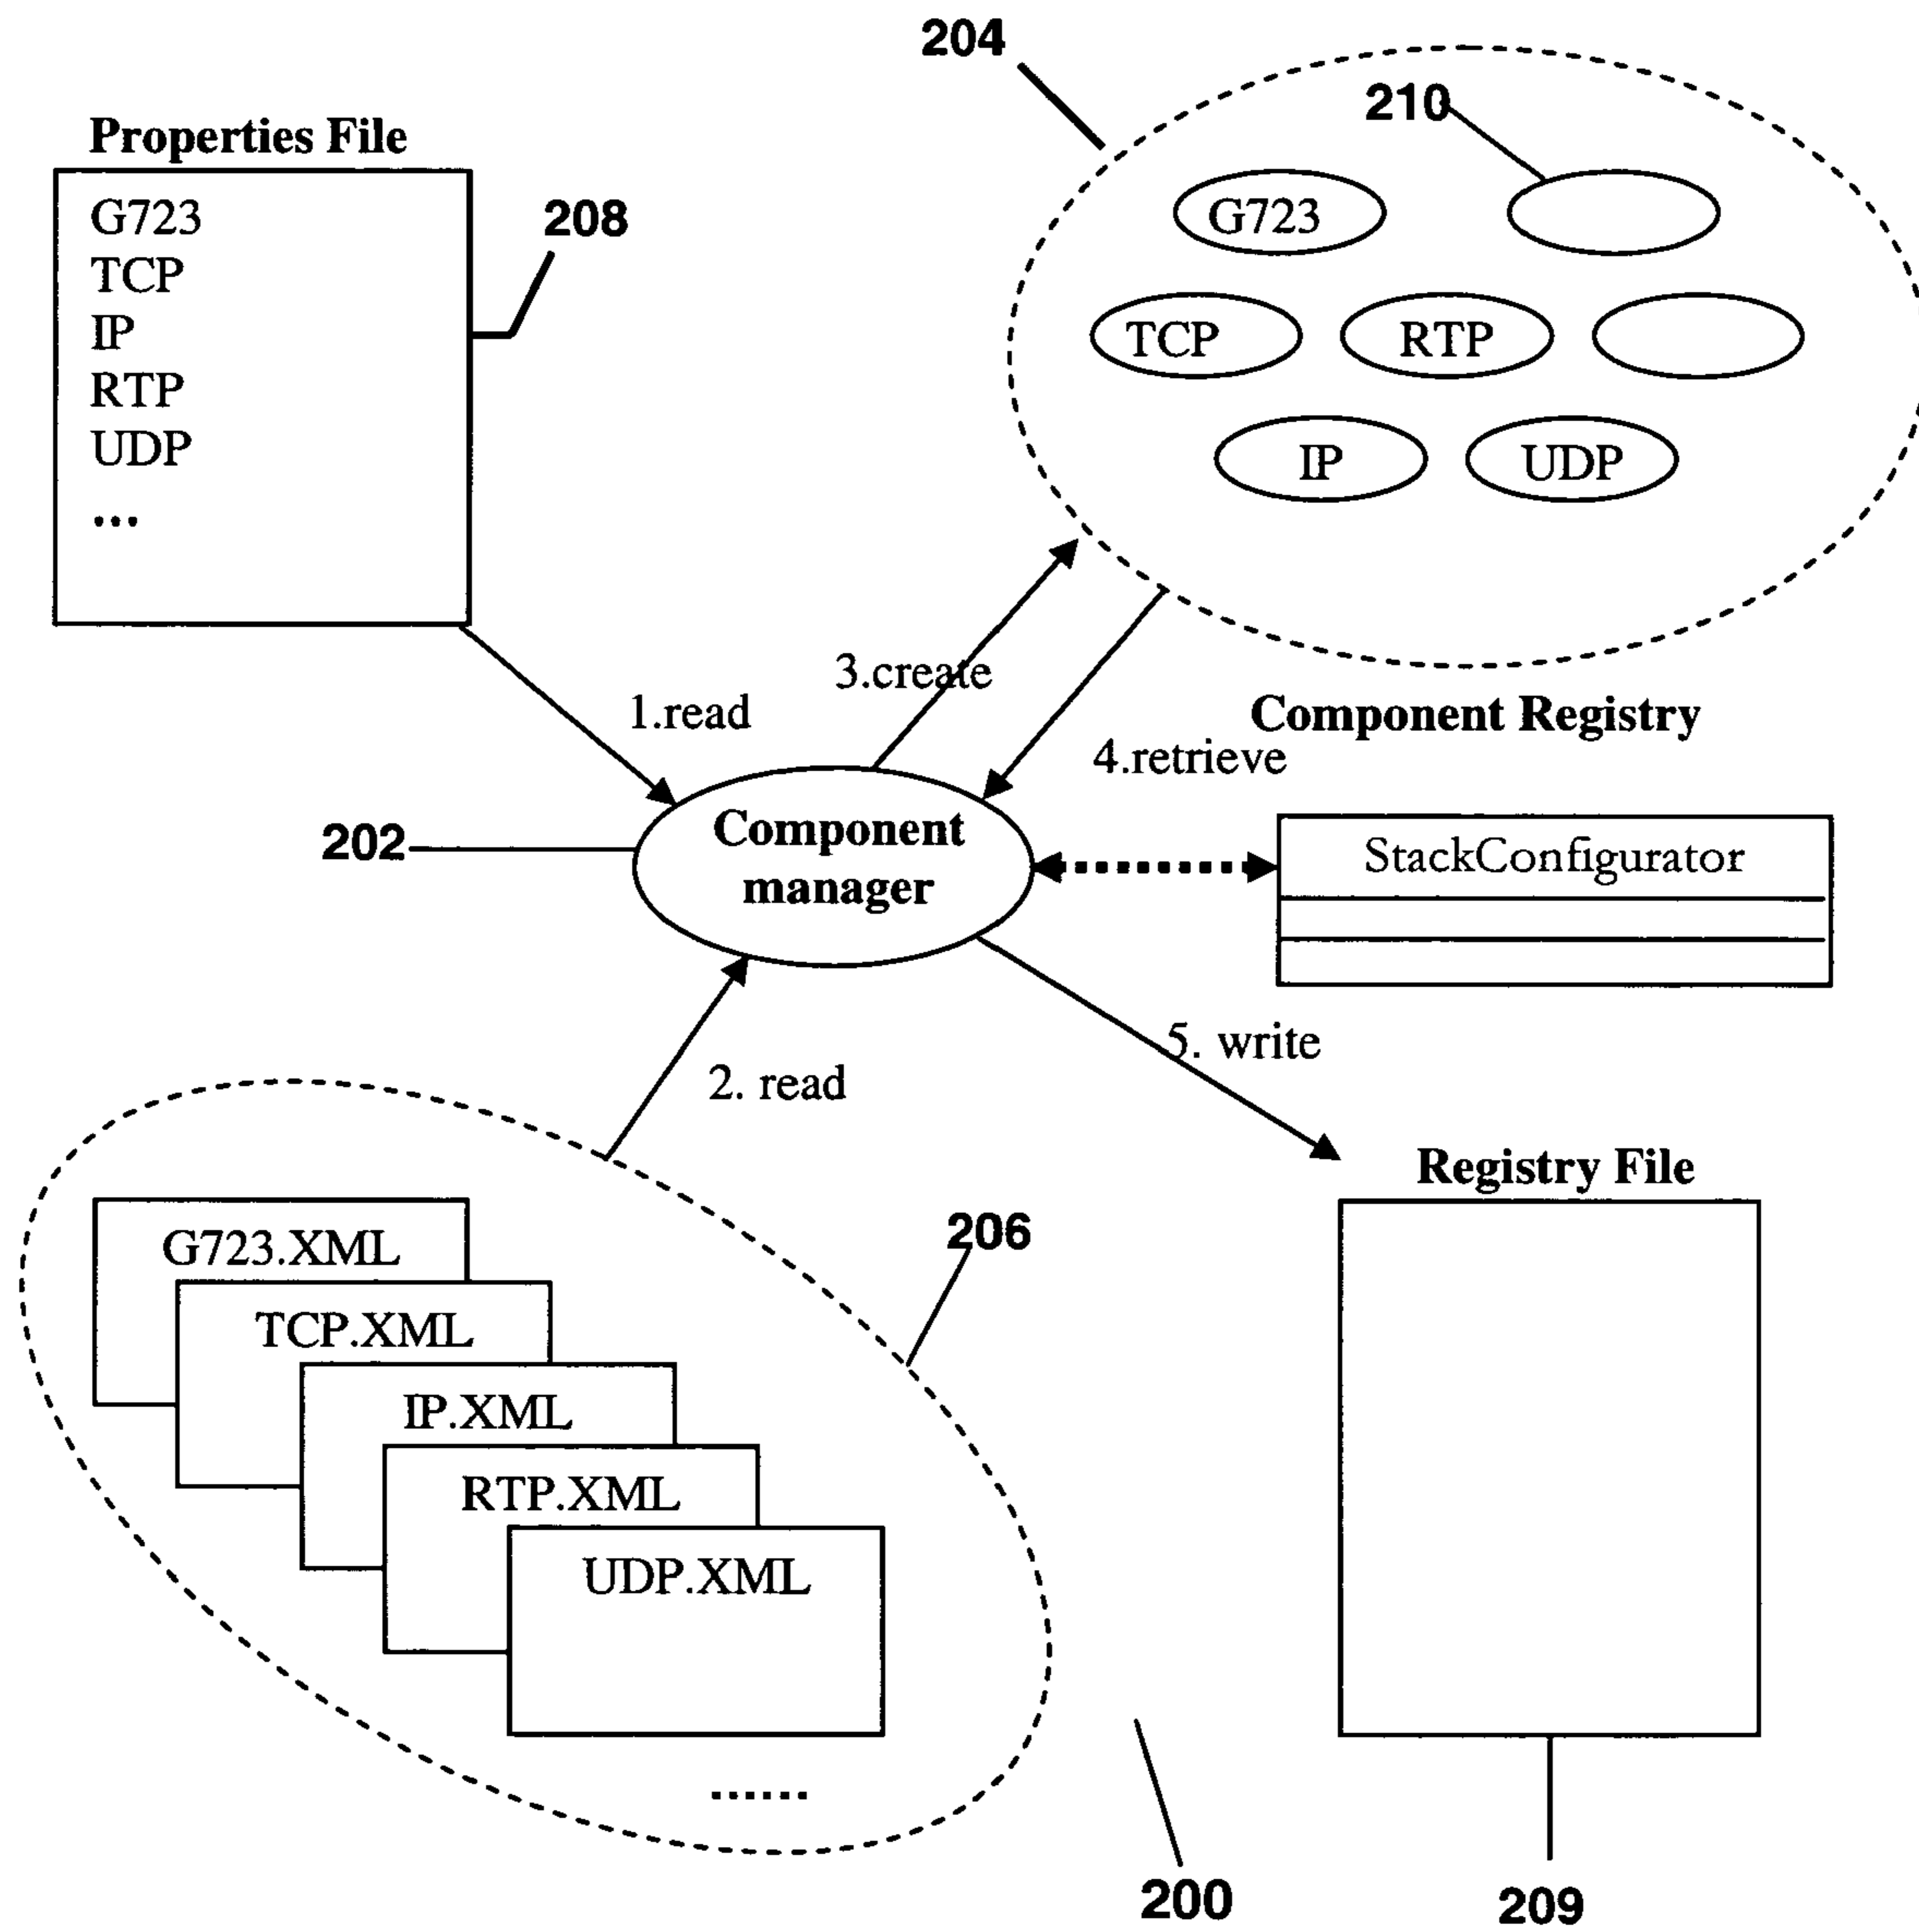 204
210
Properties File
G723
TCP
IP
RTP
UDP
...
208
G723
TCP
RTP
IP
UDP
3.create
1.read
Component Registry
4.retrieve
202
Component
manager
StackConfigurator
5. write
2. read
Registry File
206
G723.XML
TCP.XML
IP.XML
RTP.XML
UDP.XML
......
200
209